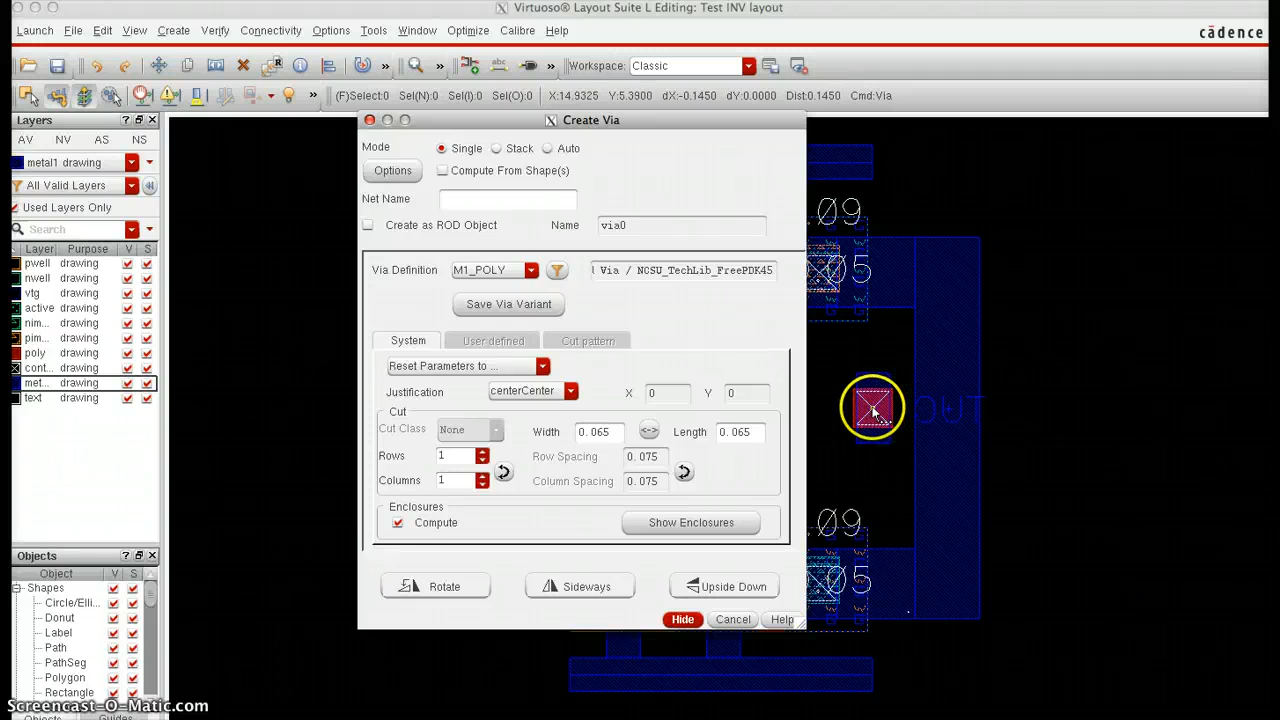 Virtuoso® Layout Suite L Editing: Test INV layout
Launch File Edit View Create Verify Connectivity Options Tools Window Optimize Calibre Help
cādence
Workspace: Classic
(F)Select:0 Sel(N):0 Sel(I):0 Sel(O):0 X:14.9325 Y:5.3900 dX:-0.1450 dY:0.0000 Dist:0.1450 Cmd:Via
Layers
AV NV AS NS
metal1 drawing
All Valid Layers
Used Layers Only
Search
Layer Purpose V S
pwell drawing
nwell drawing
vtg drawing
active drawing
nim... drawing
pim... drawing
poly drawing
cont... drawing
met... drawing
text drawing
Objects
Object V S
Shapes
Circle/Elli...
Donut
Label
Path
PathSeg
Polygon
Rectangle
Objects Guides
Create Via
Mode Single Stack Auto
Options Compute From Shape(s)
Net Name
Create as ROD Object Name via0
Via Definition M1_POLY l Via / NCSU_TechLib_FreePDK45
Save Via Variant
System User defined Cut pattern
Reset Parameters to ...
Justification centerCenter X 0 Y 0
Cut
Cut Class None Width 0.065 <-> Length 0.065
Rows 1 Row Spacing 0.075
Columns 1 Column Spacing 0.075
Enclosures
Compute Show Enclosures
Rotate Sideways Upside Down
Hide Cancel Help
.09
05
OUT
.09
.05
Screencast-O-Matic.com